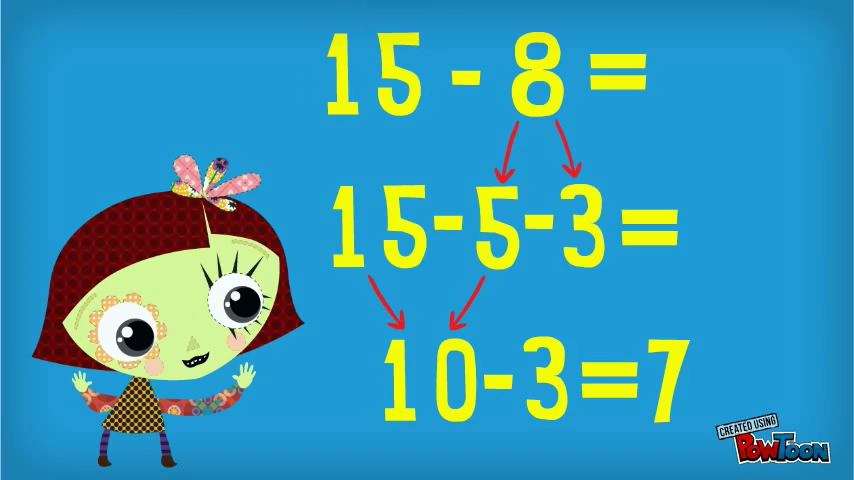 15-8=
15-5-3=
10-3=7
CREATED USING
POWTOON